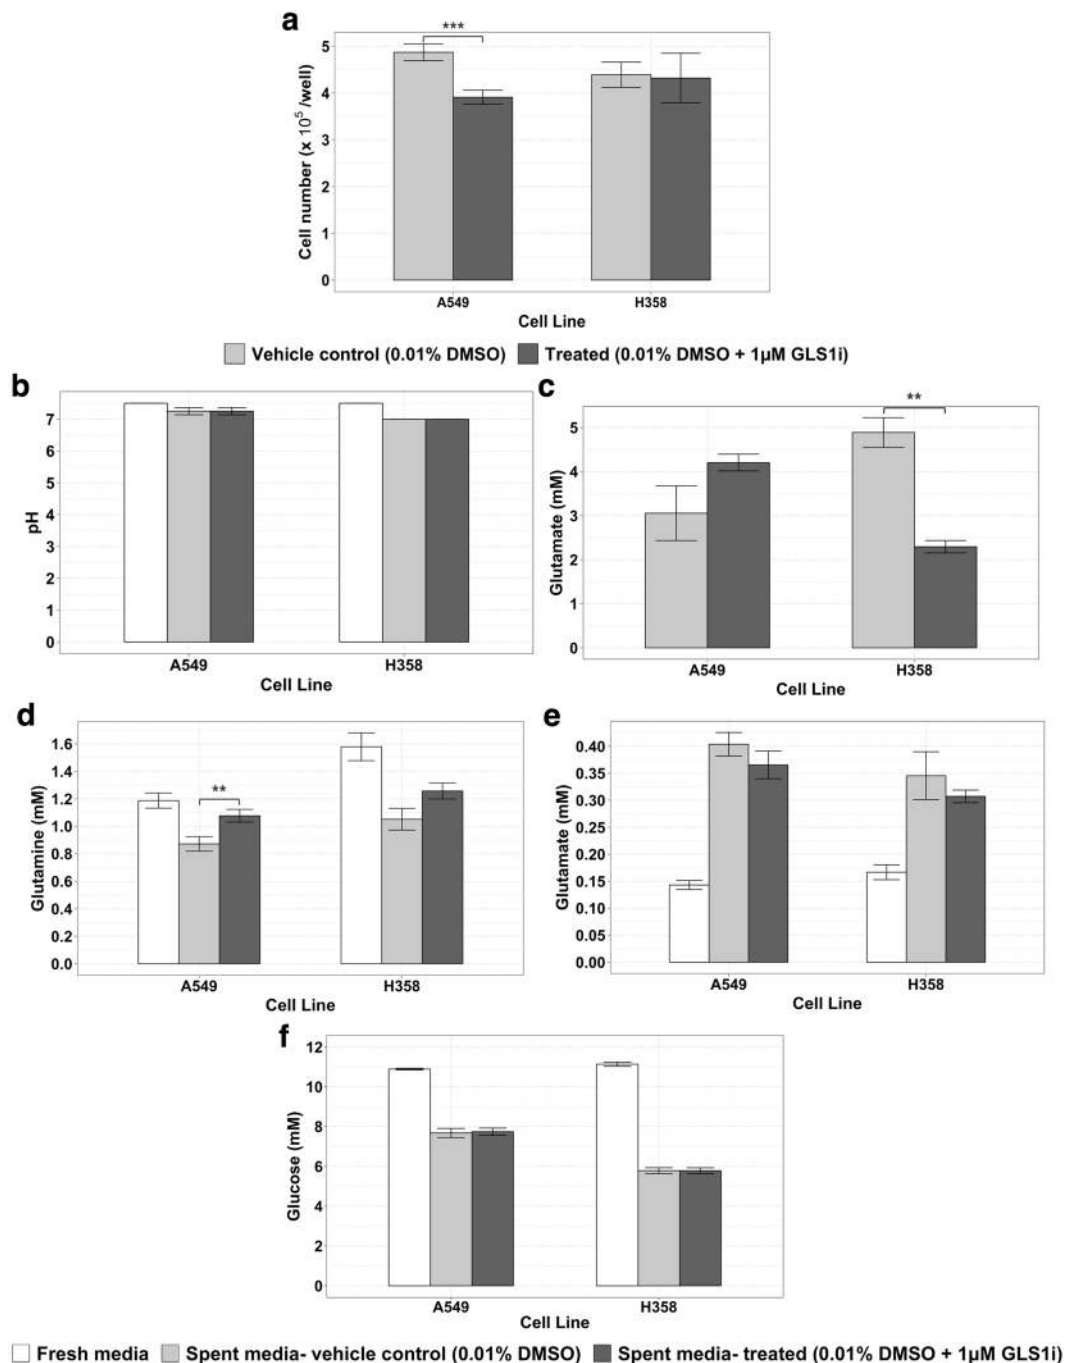 a
***
5
4
3
2
1
0
Cell number (x 10⁵ /well)
A549 H358
Cell Line
Vehicle control (0.01% DMSO) Treated (0.01% DMSO + 1µM GLS1i)
b
7
6
5
4
3
2
1
0
pH
A549 H358
Cell Line
c
**
5
4
3
2
1
0
Glutamate (mM)
A549 H358
Cell Line
d
**
1.6
1.4
1.2
1.0
0.8
0.6
0.4
0.2
0.0
Glutamine (mM)
A549 H358
Cell Line
e
0.40
0.35
0.30
0.25
0.20
0.15
0.10
0.05
0.00
Glutamate (mM)
A549 H358
Cell Line
f
12
10
8
6
4
2
0
Glucose (mM)
A549 H358
Cell Line
Fresh media Spent media- vehicle control (0.01% DMSO) Spent media- treated (0.01% DMSO + 1µM GLS1i)